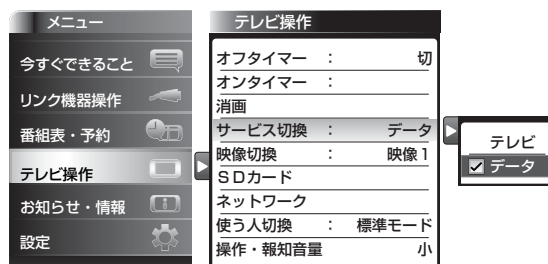 メニュー
今すぐできること
リンク機器操作
番組表・予約
テレビ操作
お知らせ・情報
設定
テレビ操作
オフタイマー ： 切
オンタイマー ：
消画
サービス切換 ： データ
映像切換 ： 映像1
SDカード
ネットワーク
使う人切換 ： 標準モード
操作・報知音量 小
テレビ
データ